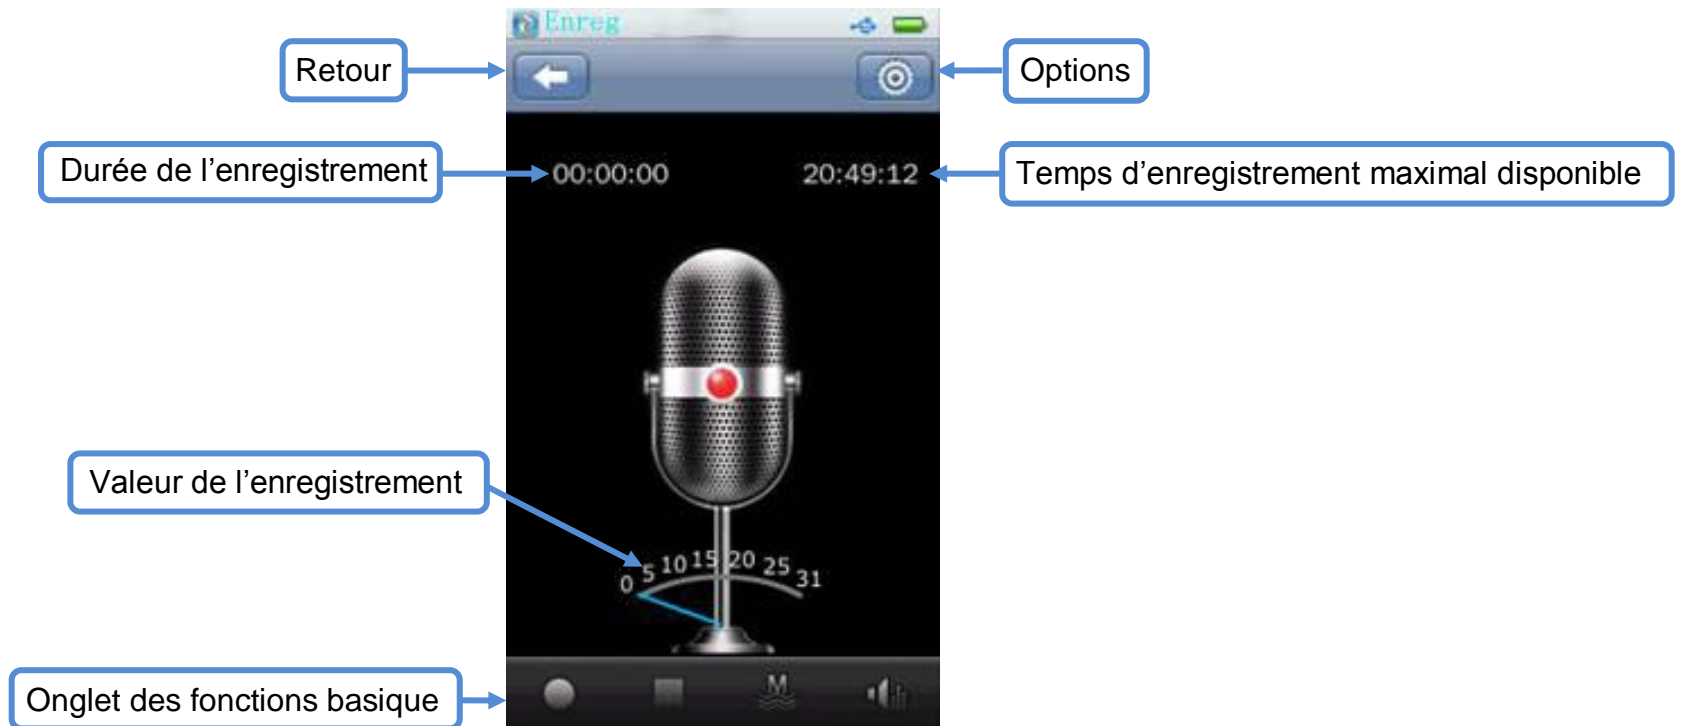 Enreg
Retour
Options
Durée de l’enregistrement
00:00:00
20:49:12
Temps d’enregistrement maximal disponible
Valeur de l’enregistrement
0 5 10 15 20 25 31
Onglet des fonctions basique
M